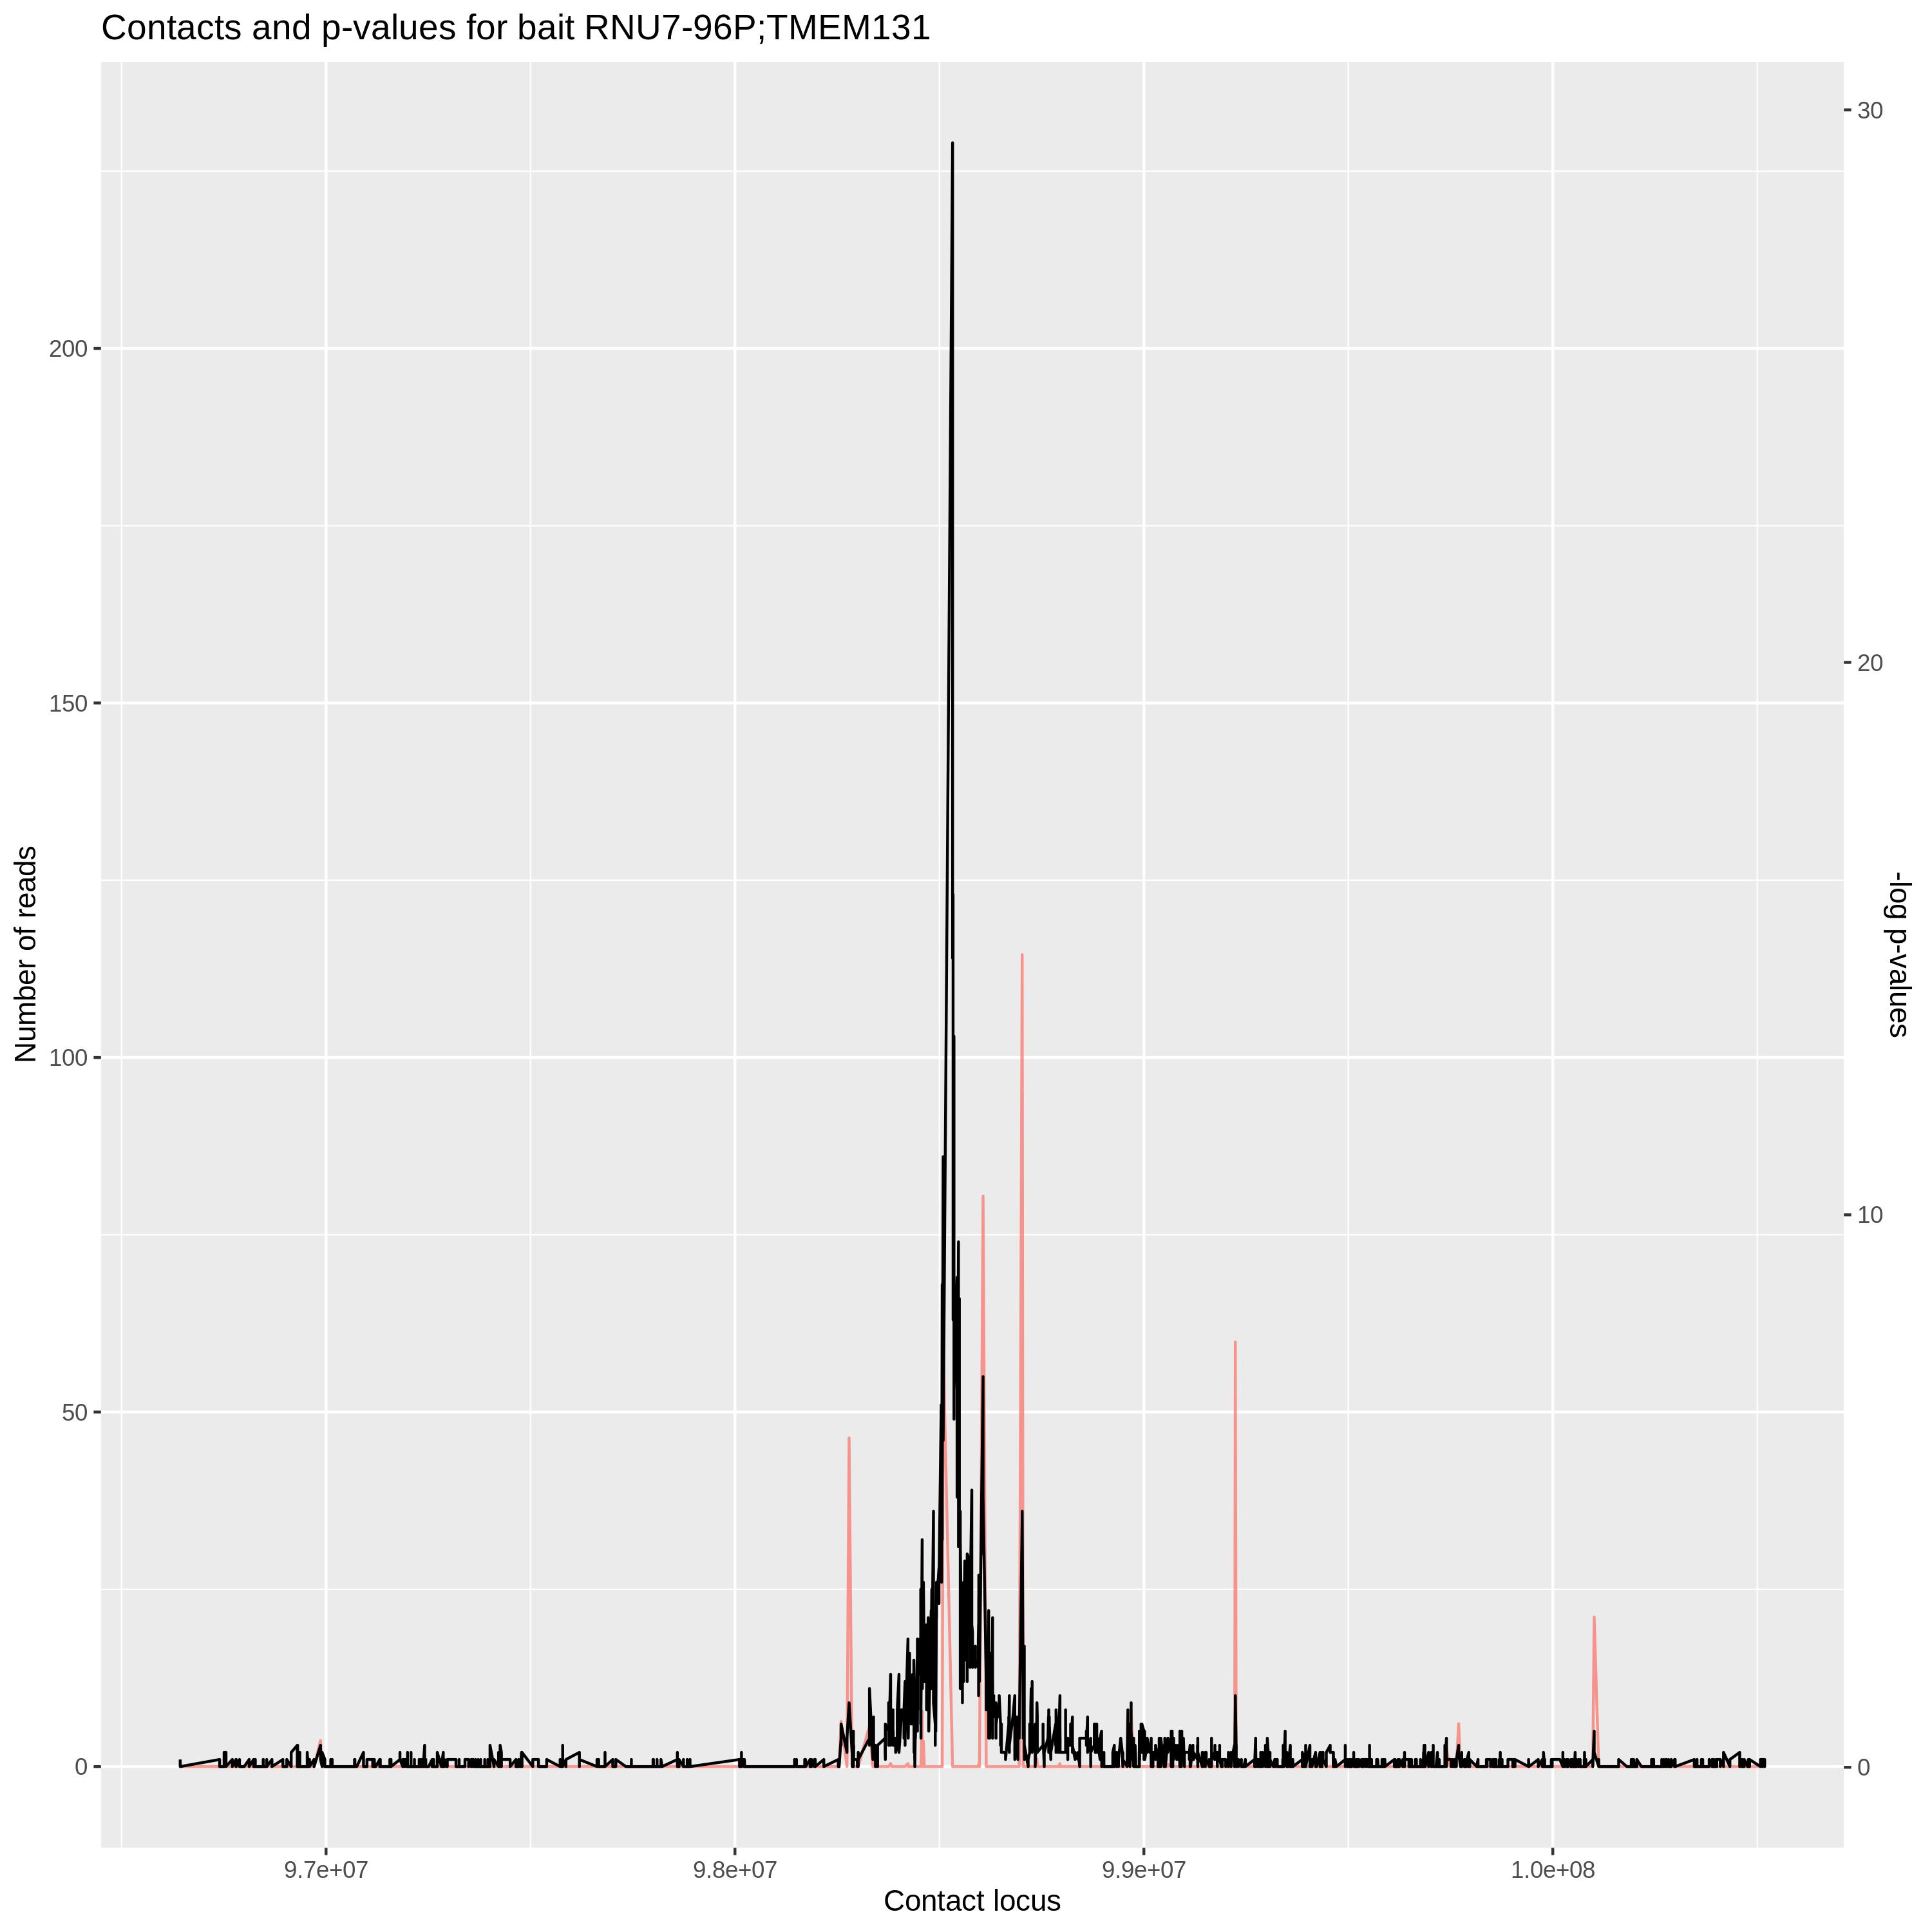 Contacts and p-values for bait RNU7-96P;TMEM131
Number of reads
200
150
100
50
0
30
20
10
0
-log p-values
9.7e+07
9.8e+07
9.9e+07
1.0e+08
Contact locus